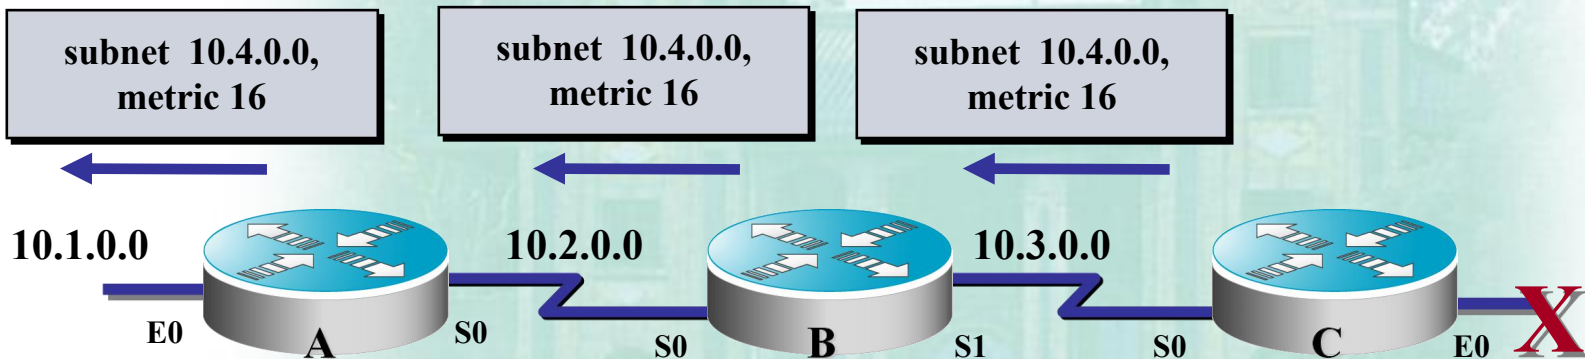 subnet 10.4.0.0,
metric 16
subnet 10.4.0.0,
metric 16
subnet 10.4.0.0,
metric 16
10.1.0.0
10.2.0.0
10.3.0.0
E0
A
S0
S0
B
S1
S0
C
E0
X